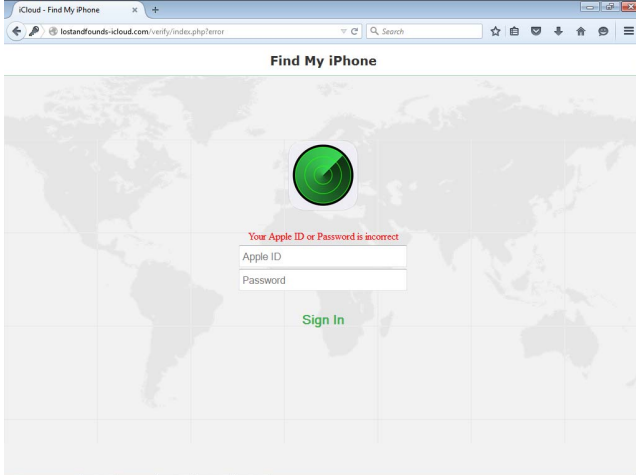 iCloud - Find My iPhone
lostandfounds-icloud.com/verify/index.php?error
Search
Find My iPhone
Your Apple ID or Password is incorrect
Apple ID
Password
Sign In